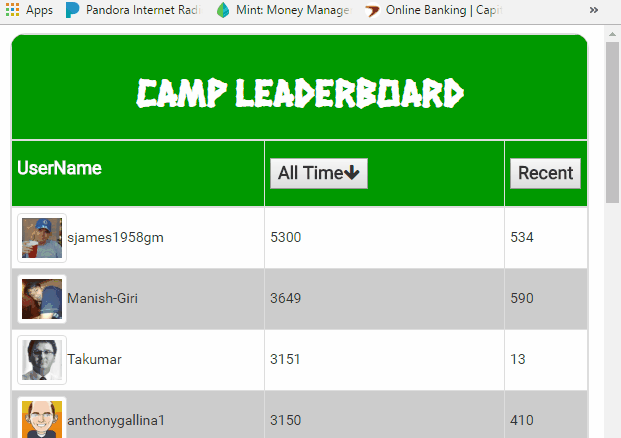 Apps Pandora Internet Radi Mint: Money Manage Online Banking | Capit »
CAMP LEADERBOARD
UserName All Time Recent
sjames1958gm 5300 534
Manish-Giri 3649 590
Takumar 3151 13
anthonygallina1 3150 410